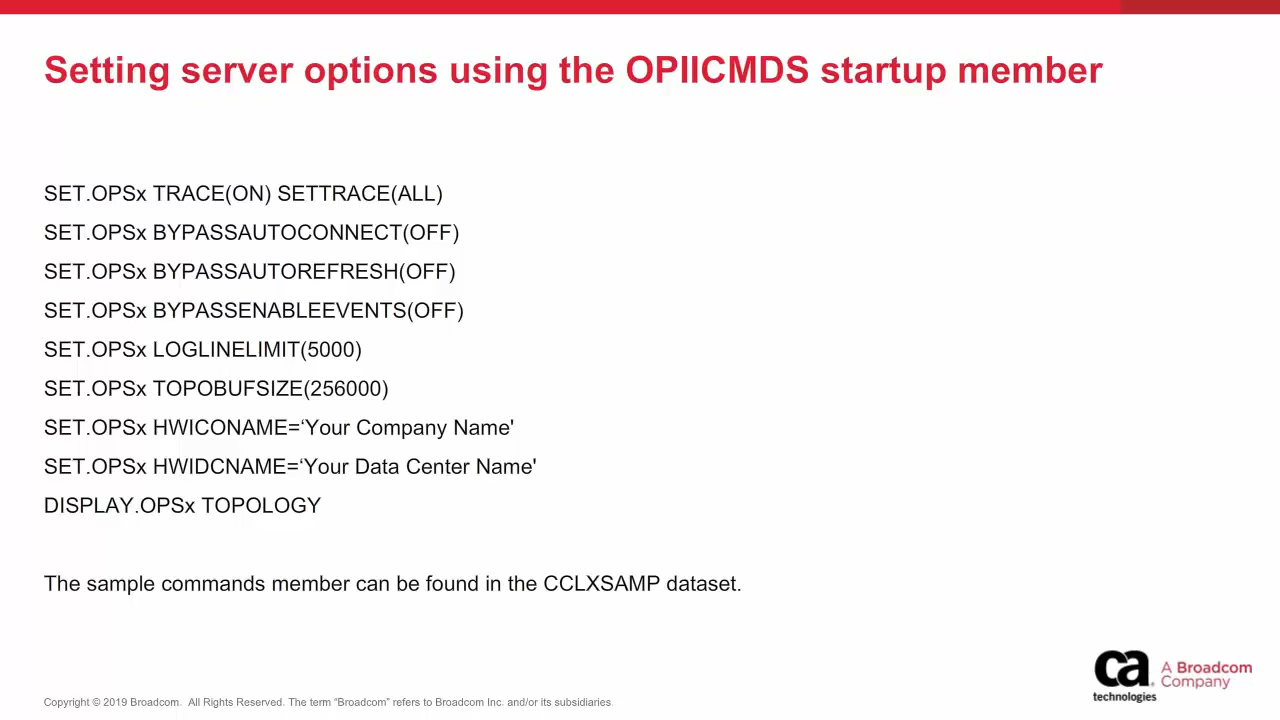 Setting server options using the OPIICMDS startup member
SET.OPSx TRACE(ON) SETTRACE(ALL)
SET.OPSx BYPASSAUTOCONNECT(OFF)
SET.OPSx BYPASSAUTOREFRESH(OFF)
SET.OPSx BYPASSENABLEEVENTS(OFF)
SET.OPSx LOGLINELIMIT(5000)
SET.OPSx TOPOBUFSIZE(256000)
SET.OPSx HWICONAME=‘Your Company Name'
SET.OPSx HWIDCNAME=‘Your Data Center Name'
DISPLAY.OPSx TOPOLOGY
The sample commands member can be found in the CCLXSAMP dataset.
ca
technologies
A Broadcom
Company
Copyright © 2019 Broadcom. All Rights Reserved. The term “Broadcom” refers to Broadcom Inc. and/or its subsidiaries.